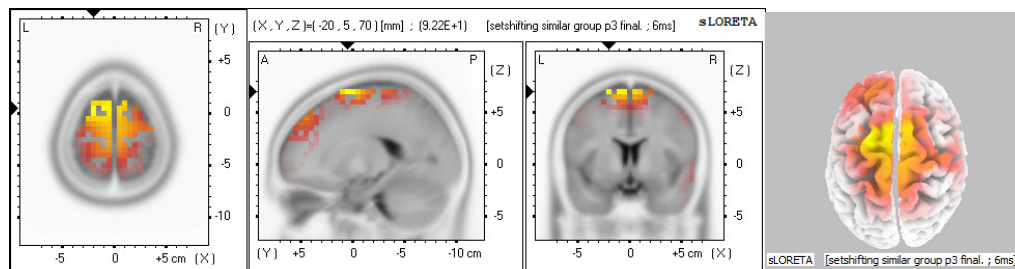 (X, Y, Z)=( -20 , 5 , 70 ) [mm] ; (9.22E+1) [setshifting similar group p3 final. ; 6ms] sLORETA
L R (Y)
+5
0
-5
-10
-5 0 +5 cm (X)
A P (Z)
+5
0
-5
(Y) +5 0 -5 -10 cm
L R (Z)
+5
0
-5
-5 0 +5 cm (X)
sLORETA [setshifting similar group p3 final. ; 6ms]